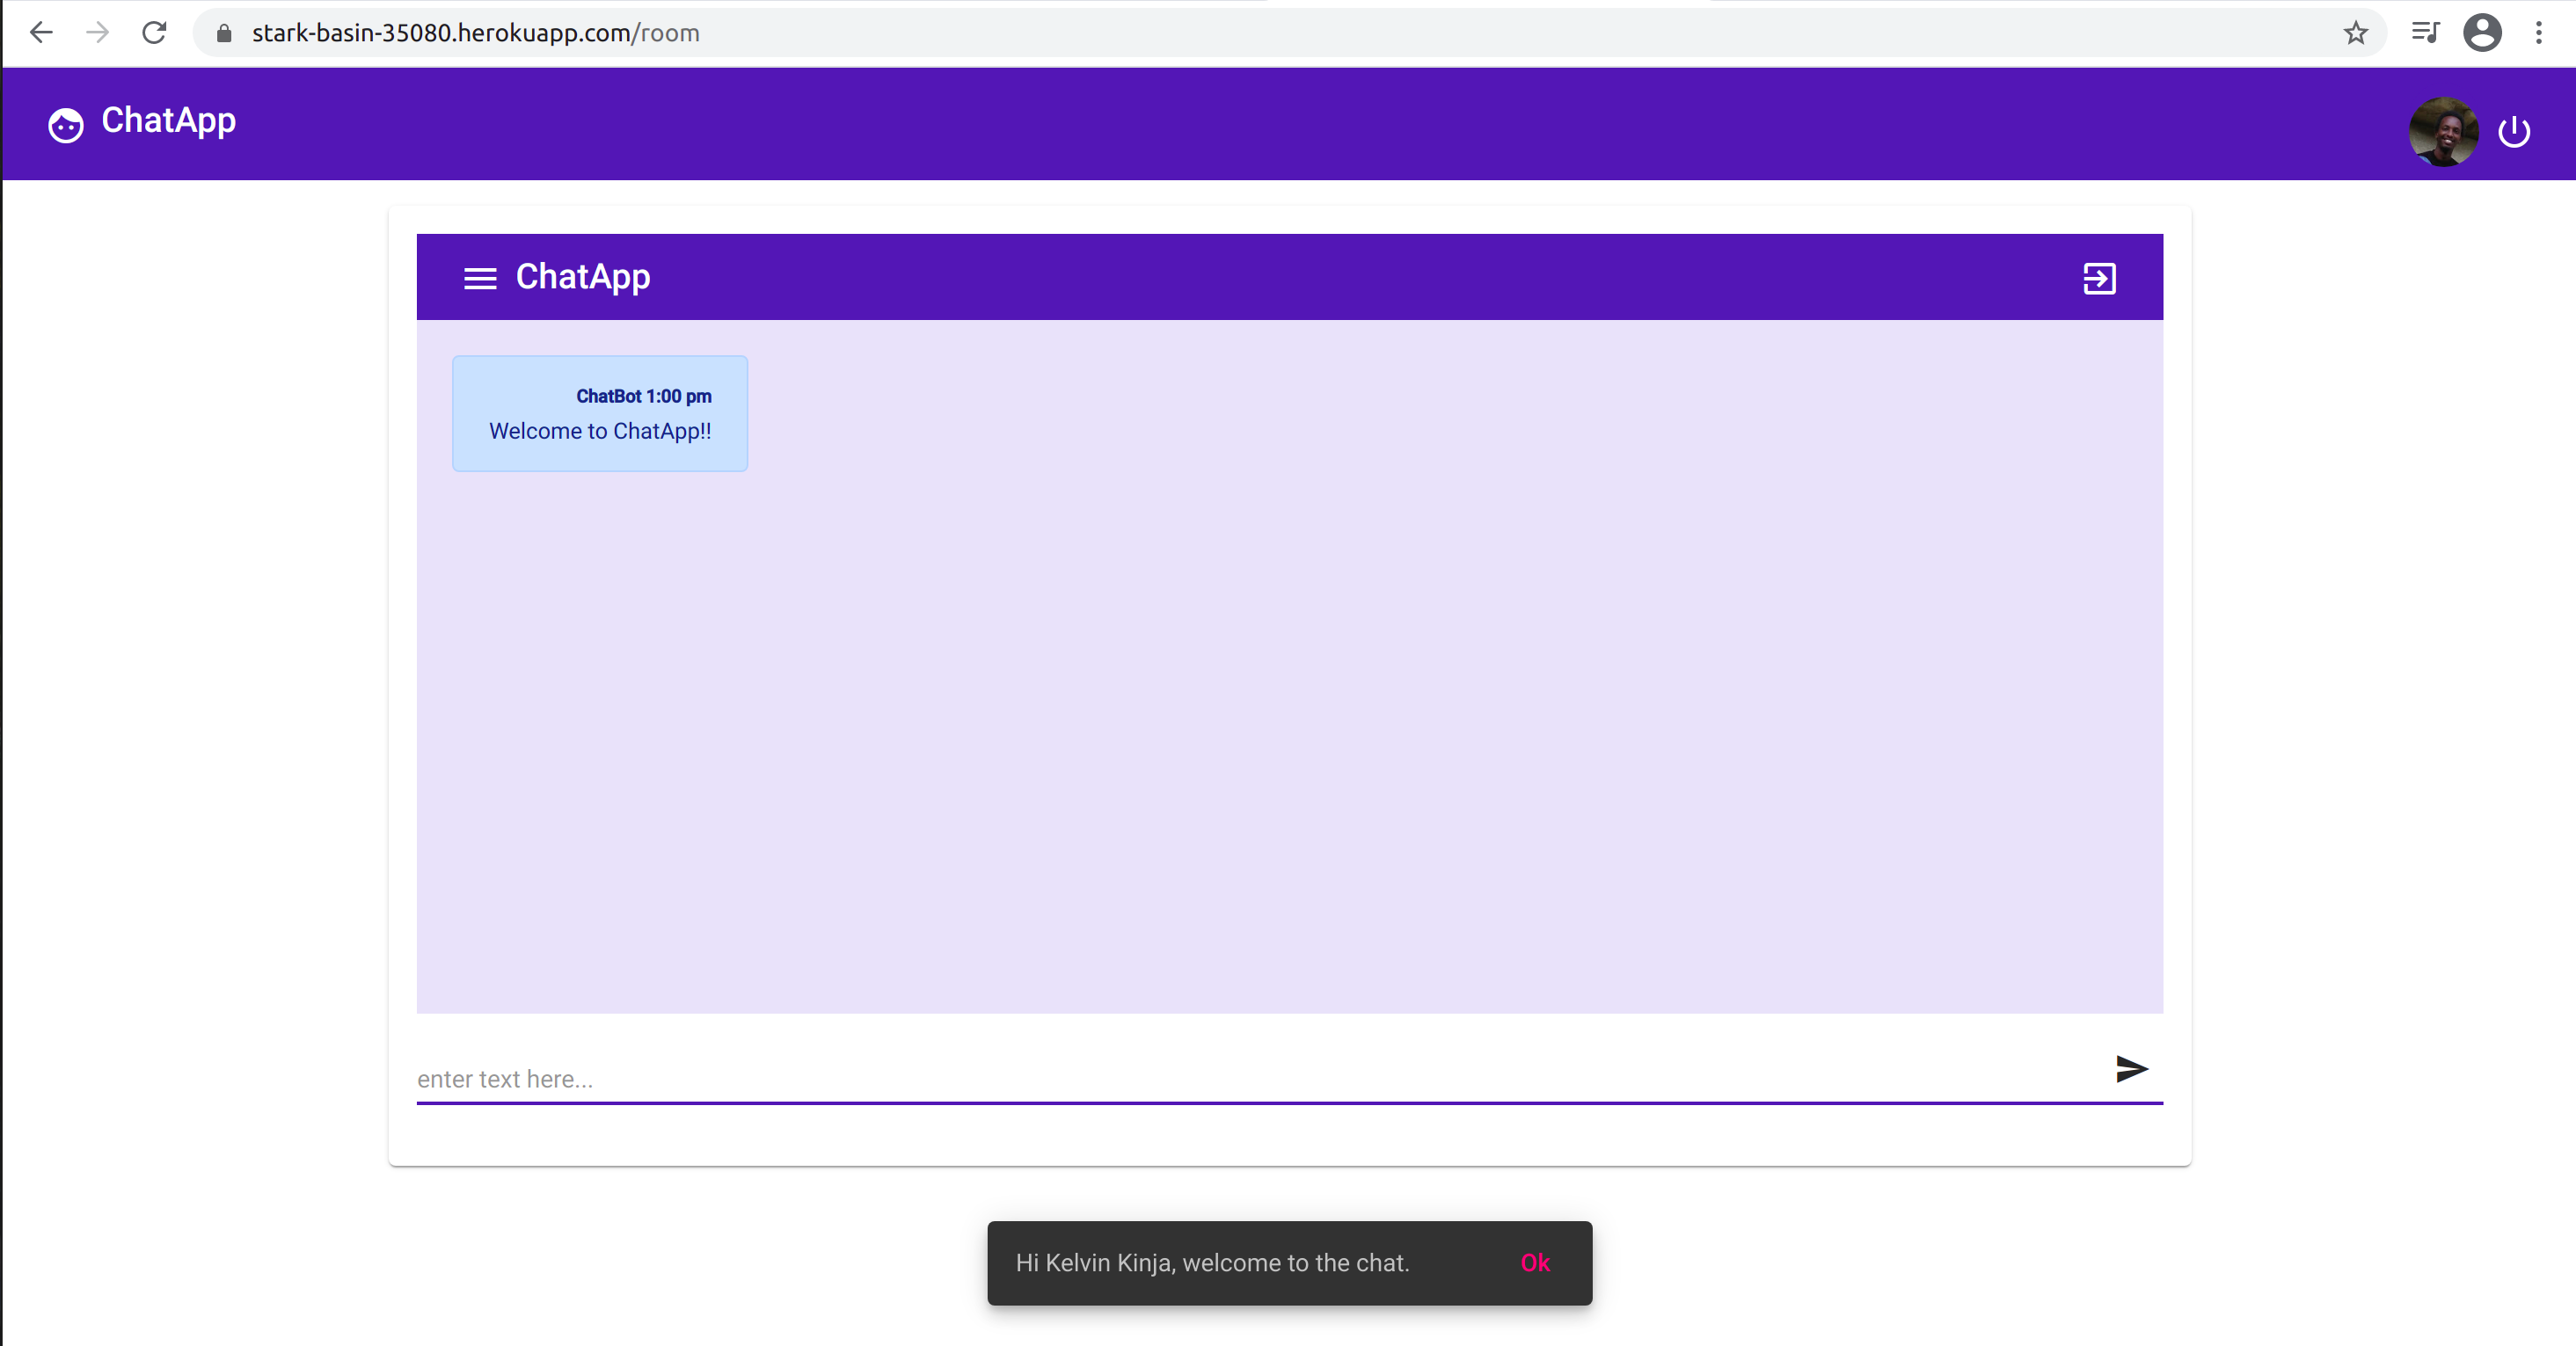 stark-basin-35080.herokuapp.com/room
ChatApp
ChatApp
ChatBot 1:00 pm
Welcome to ChatApp!!
enter text here...
Hi Kelvin Kinja, welcome to the chat. Ok